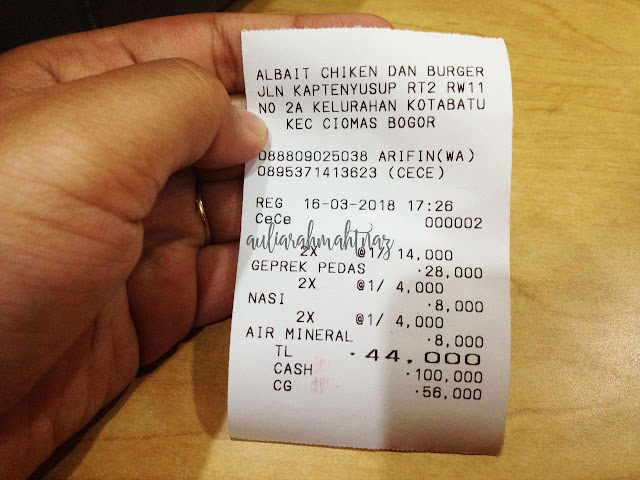 ALBAIT CHIKEN DAN BURGER
JLN KAPTENYUSUP RT2 RW11
NO 2A KELURAHAN KOTABATU
KEC CIOMAS BOGOR
088809025038 ARIFIN(WA)
0895371413623 (CECE)
REG 16-03-2018 17:26
CeCe 000002
auliarahmahtnaz
2X @1/ 14,000
GEPREK PEDAS ·28,000
2X @1/ 4,000
NASI ·8,000
2X @1/ 4,000
AIR MINERAL ·8,000
TL ·44,000
CASH ·100,000
CG ·56,000